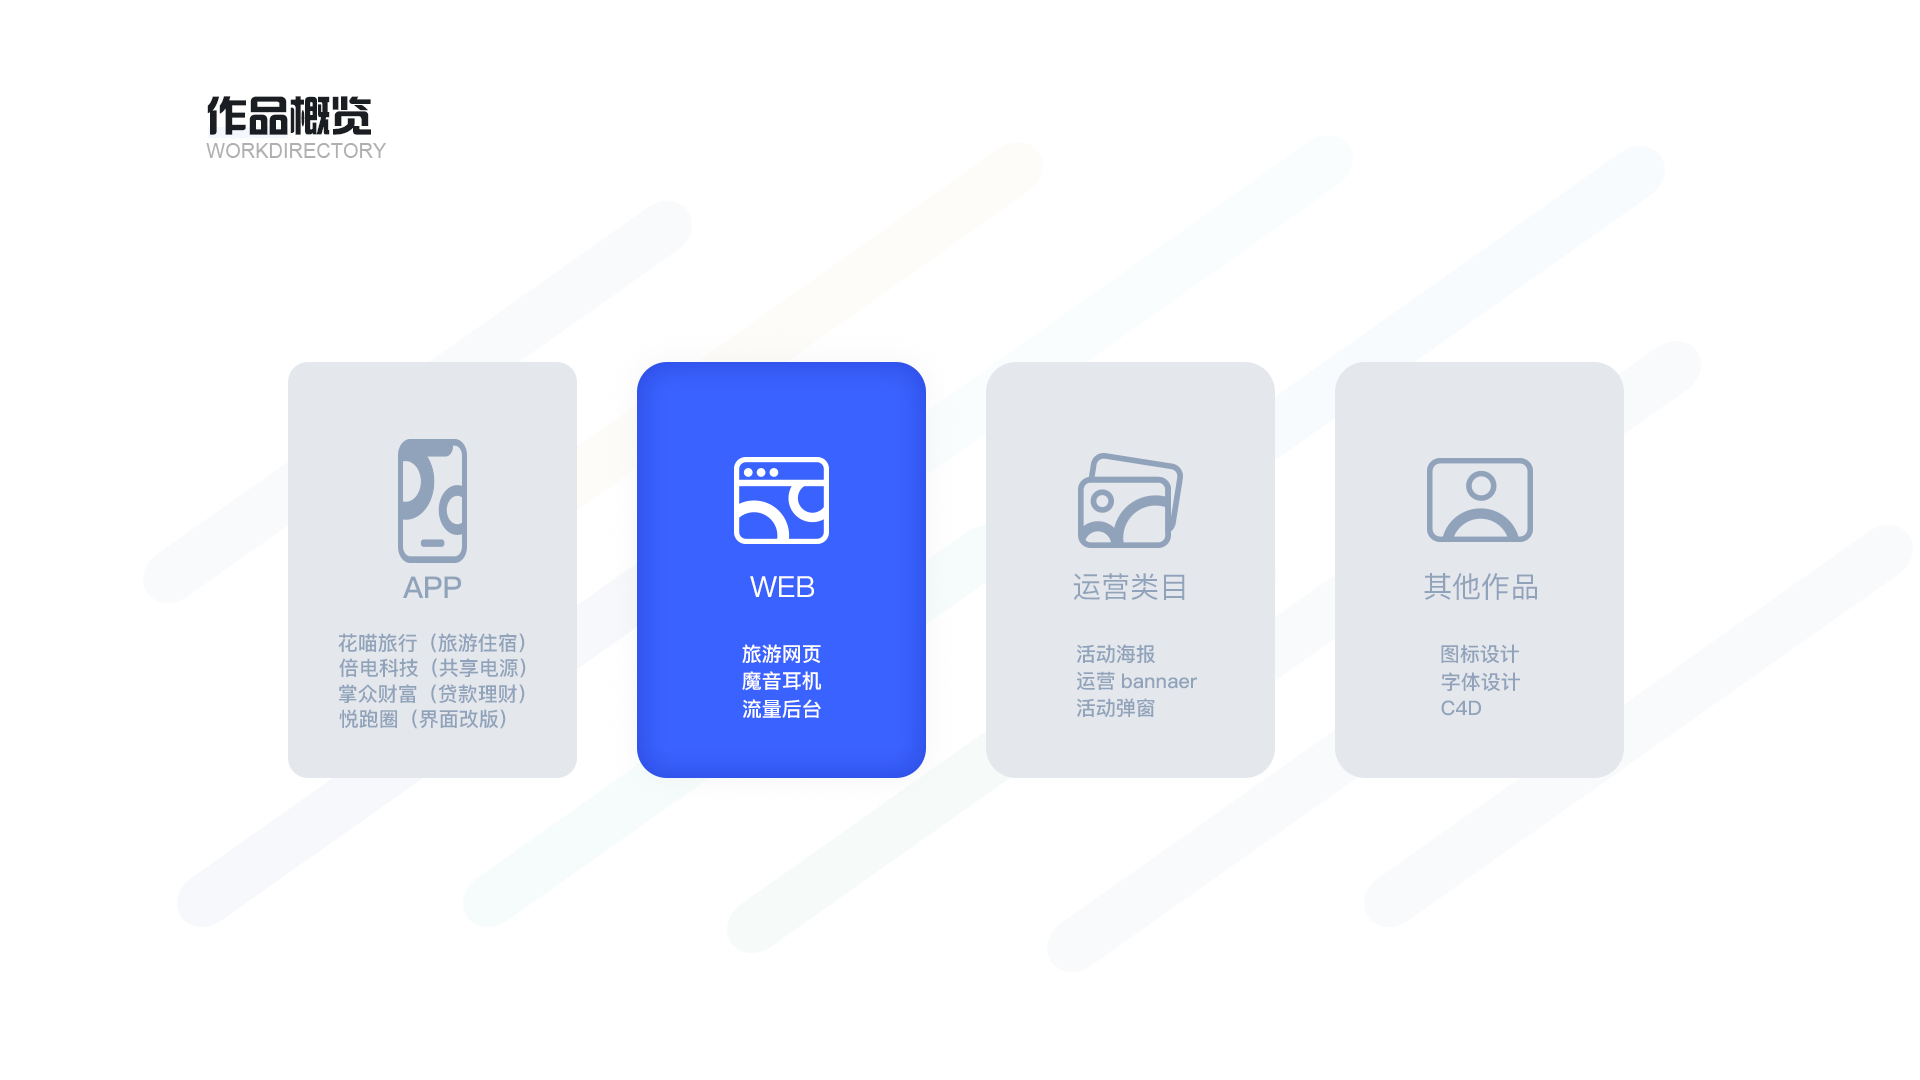 作品概览
WORKDIRECTORY
APP
花喵旅行（旅游住宿）
倍电科技（共享电源）
掌众财富（贷款理财）
悦跑圈（界面改版）
WEB
旅游网页
魔音耳机
流量后台
运营类目
活动海报
运营 bannaer
活动弹窗
其他作品
图标设计
字体设计
C4D